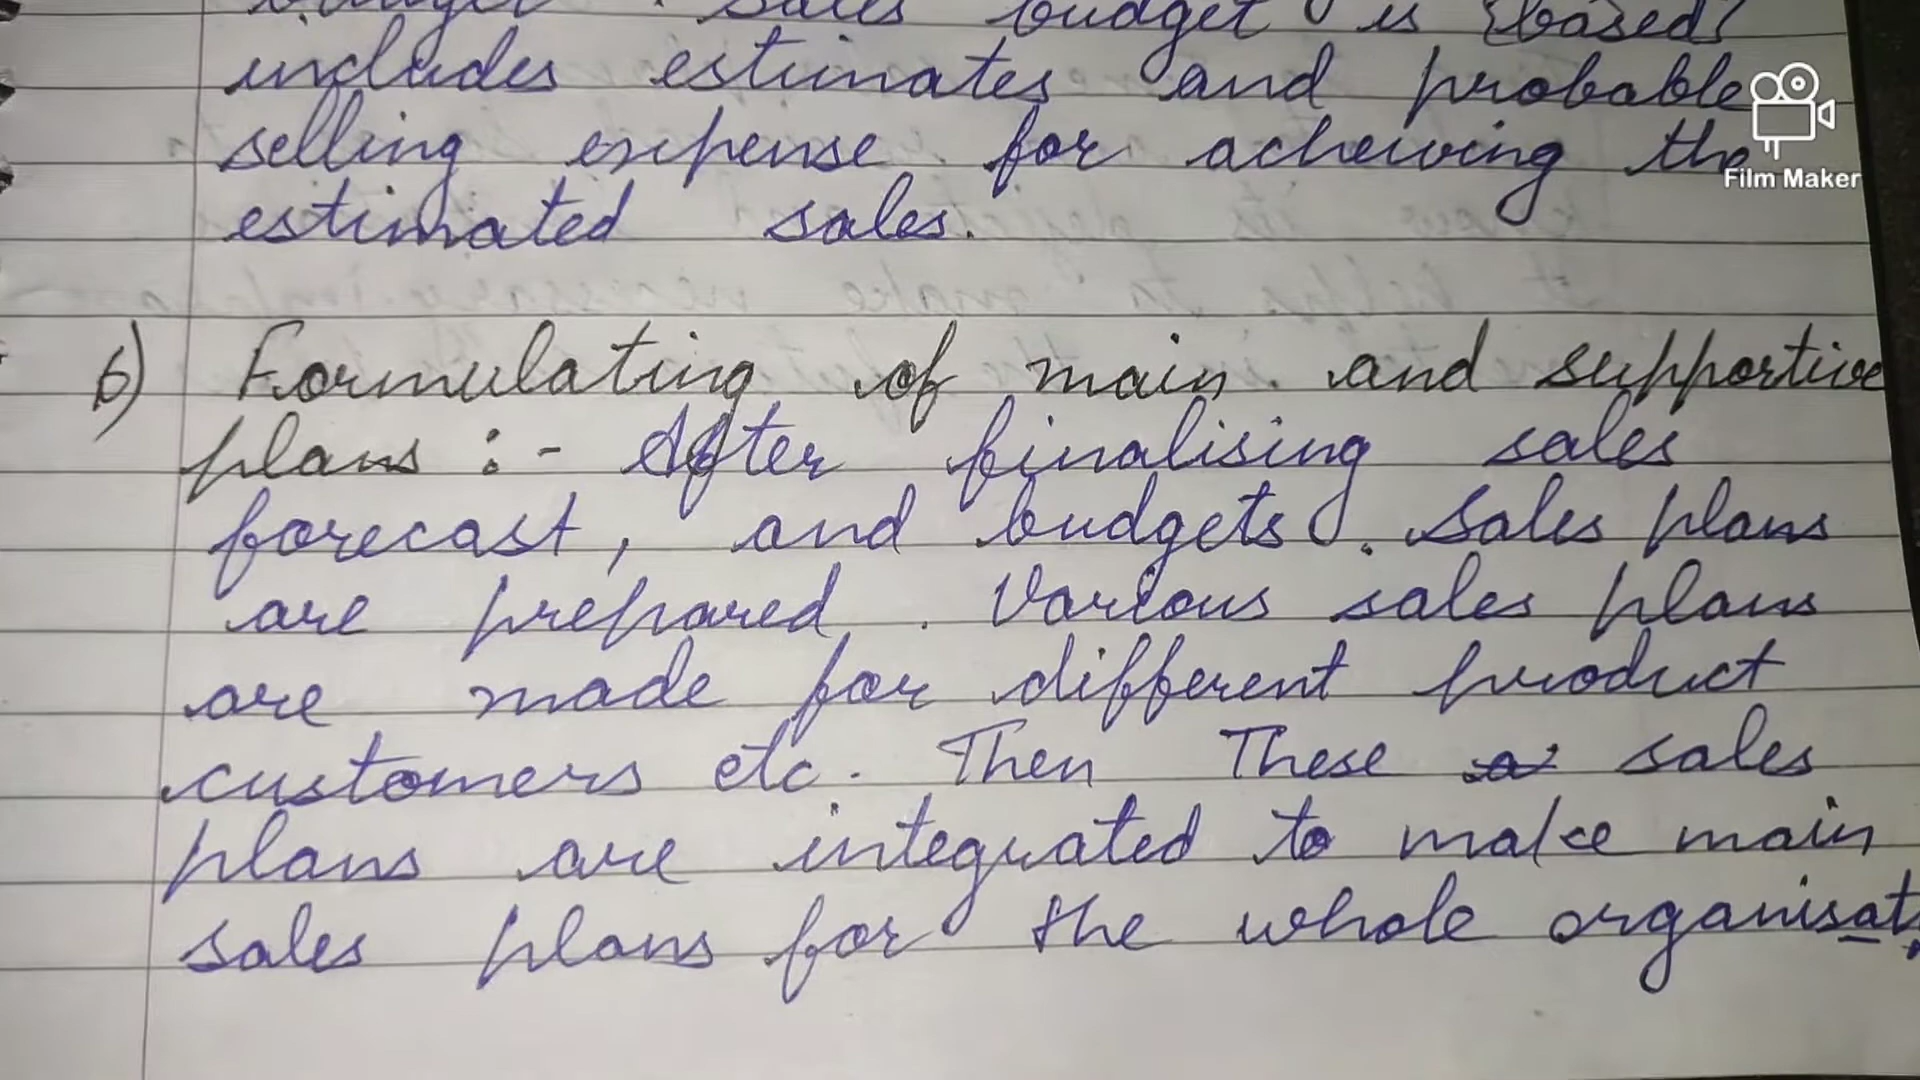 budget. Sales budget is {based}
includes estimates and probable
selling expense for acheiving the
estimated sales.
6) Formulating of main and supportive
plans :- After finalising sales
forecast, and budgets. Sales plans
are prepared. Various sales plans
are made for different product
customers etc. Then These sales
plans are integrated to make main
sales plans for the whole organisat
Film Maker